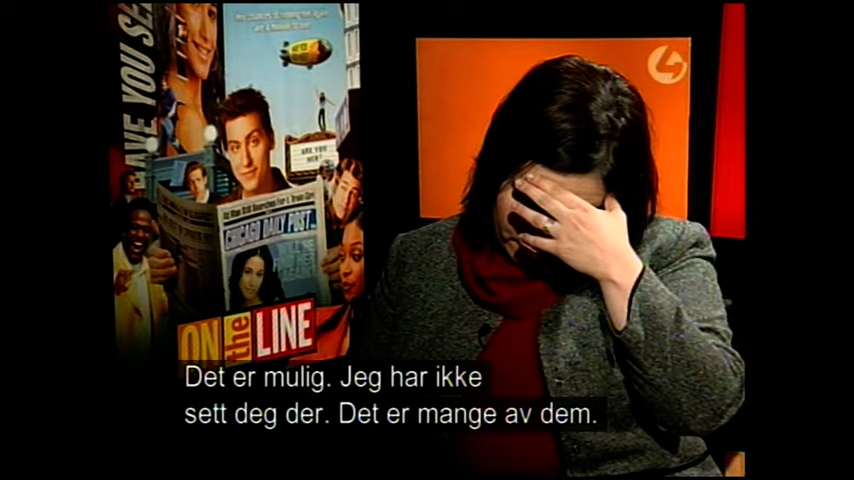 AVE YOU SE
ARE YOU
HER
CHICAGO DAILY POST
ON the LINE
4
Det er mulig. Jeg har ikke
sett deg der. Det er mange av dem.